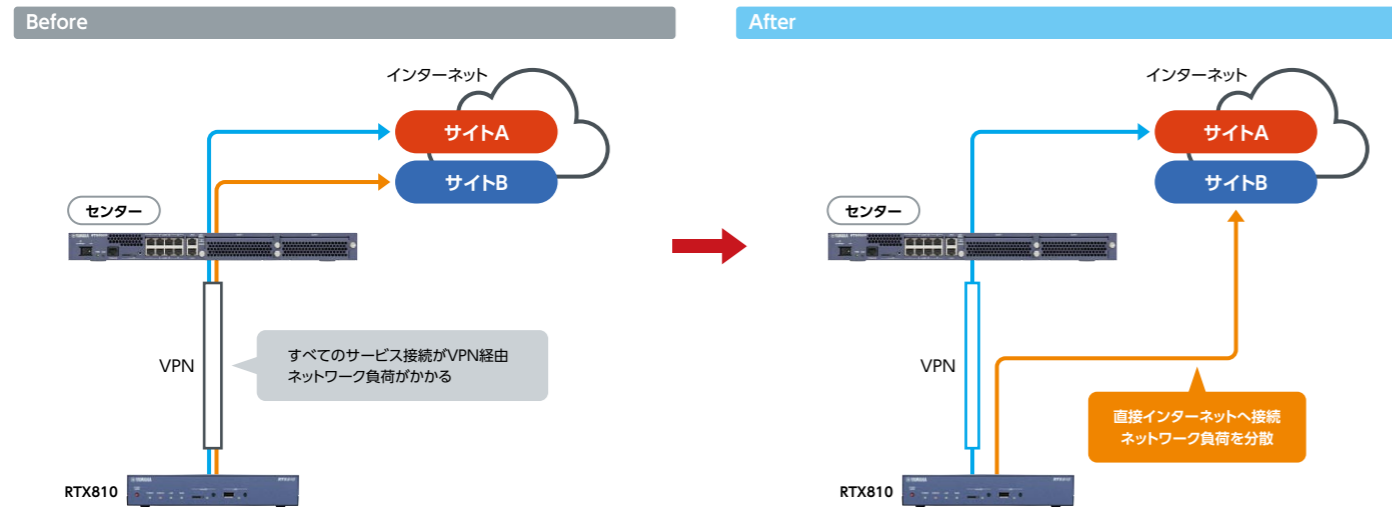 Before
インターネット
サイトA
サイトB
センター
VPN
すべてのサービス接続がVPN経由
ネットワーク負荷がかかる
RTX810
After
インターネット
サイトA
サイトB
センター
VPN
直接インターネットへ接続
ネットワーク負荷を分散
RTX810